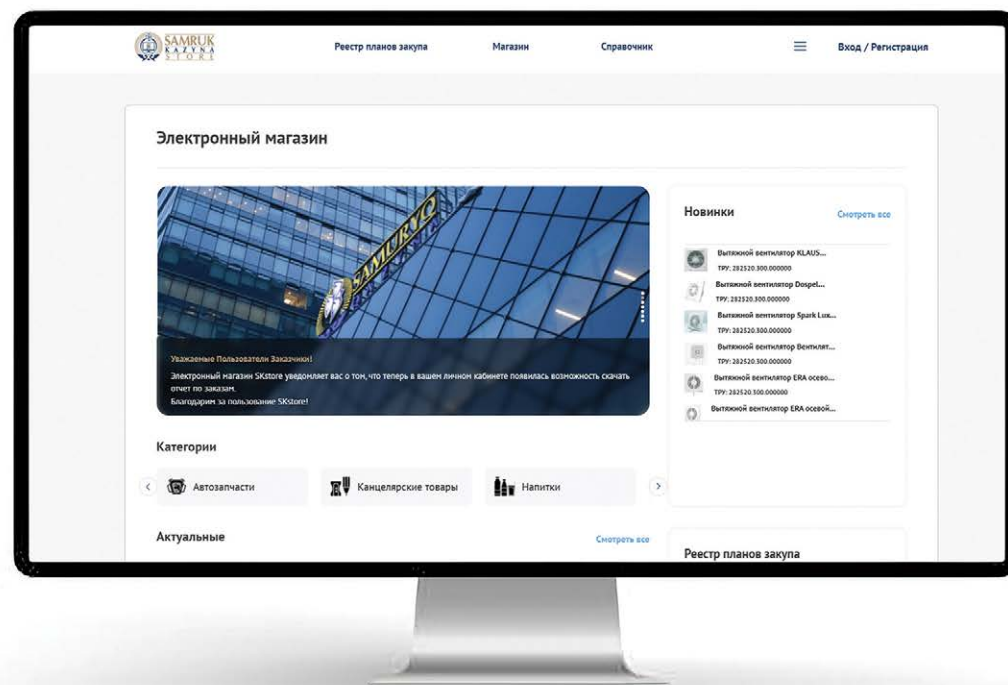 SAMRUK
KAZYNA
STORE
Реестр планов закупа
Магазин
Справочник
Вход / Регистрация
Электронный магазин
SAMURYQ
Уважаемые Пользователи Заказчики!
Электронный магазин SKstore уведомляет вас о том, что теперь в вашем личном кабинете появилась возможность скачать
отчет по заказам.
Благодарим за пользование SKstore!
Новинки
Смотреть все
Вытяжной вентилятор KLAUS...
ТРУ: 282520.300.000000
Вытяжной вентилятор Dospel...
ТРУ: 282520.300.000000
Вытяжной вентилятор Spark Lux...
ТРУ: 282520.300.000000
Вытяжной вентилятор Вентилят...
ТРУ: 282520.300.000000
Вытяжной вентилятор ERA осево...
ТРУ: 282520.300.000000
Вытяжной вентилятор ERA осевой...
Категории
Автозапчасти
Канцелярские товары
Напитки
Актуальные
Смотреть все
Реестр планов закупа